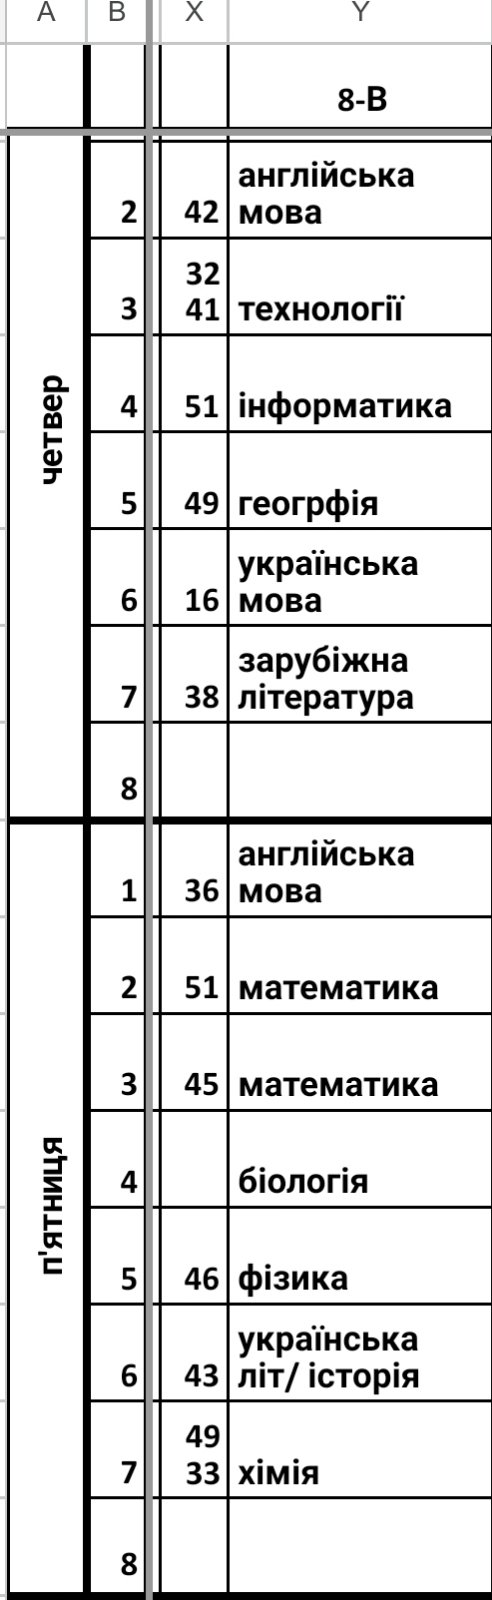 A B X Y
8-В
четвер
англійська
2 42 мова
32
3 41 технології
4 51 інформатика
5 49 геогрфія
українська
6 16 мова
зарубіжна
7 38 література
8
п'ятниця
англійська
1 36 мова
2 51 математика
3 45 математика
4 біологія
5 46 фізика
українська
6 43 літ/ історія
49
7 33 хімія
8